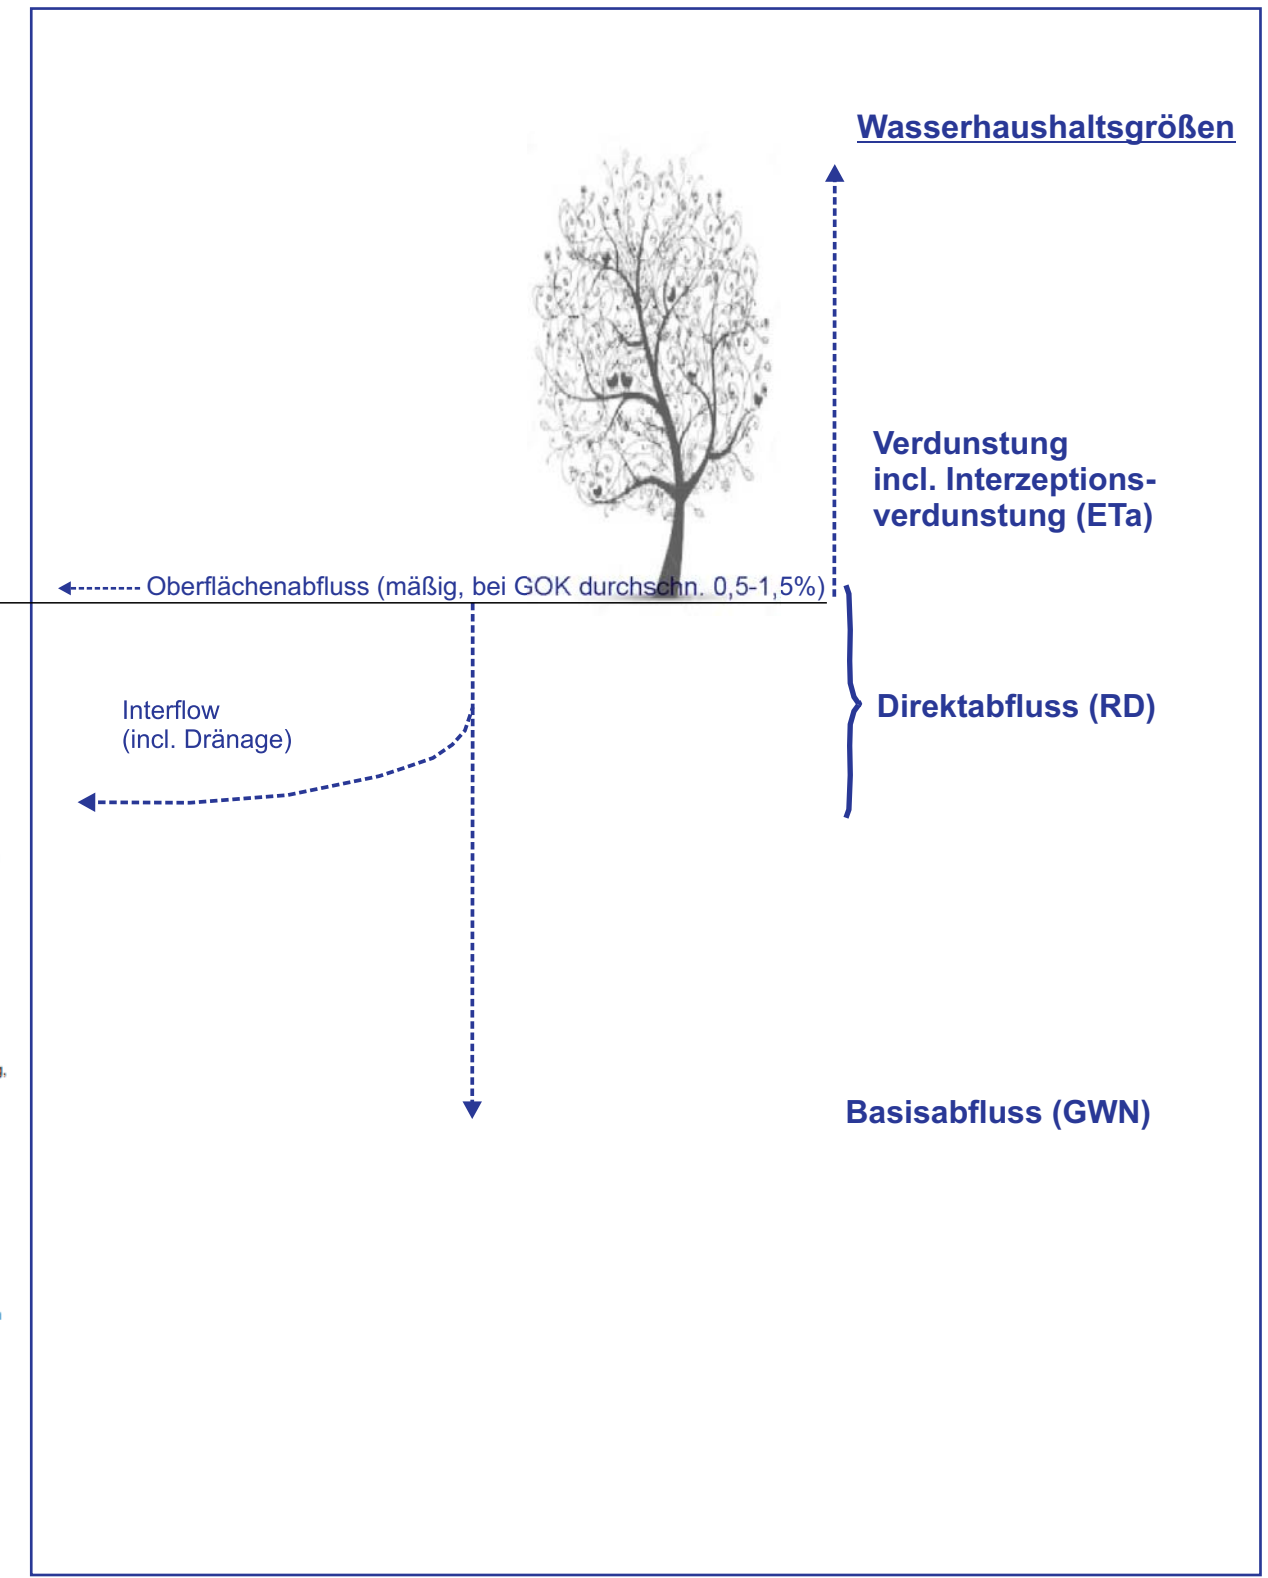 Wasserhaushaltsgrößen
Verdunstung
incl. Interzeptions-
verdunstung (ETa)
Oberflächenabfluss (mäßig, bei GOK durchschn. 0,5-1,5%)
Interflow
(incl. Dränage)
Direktabfluss (RD)
Basisabfluss (GWN)